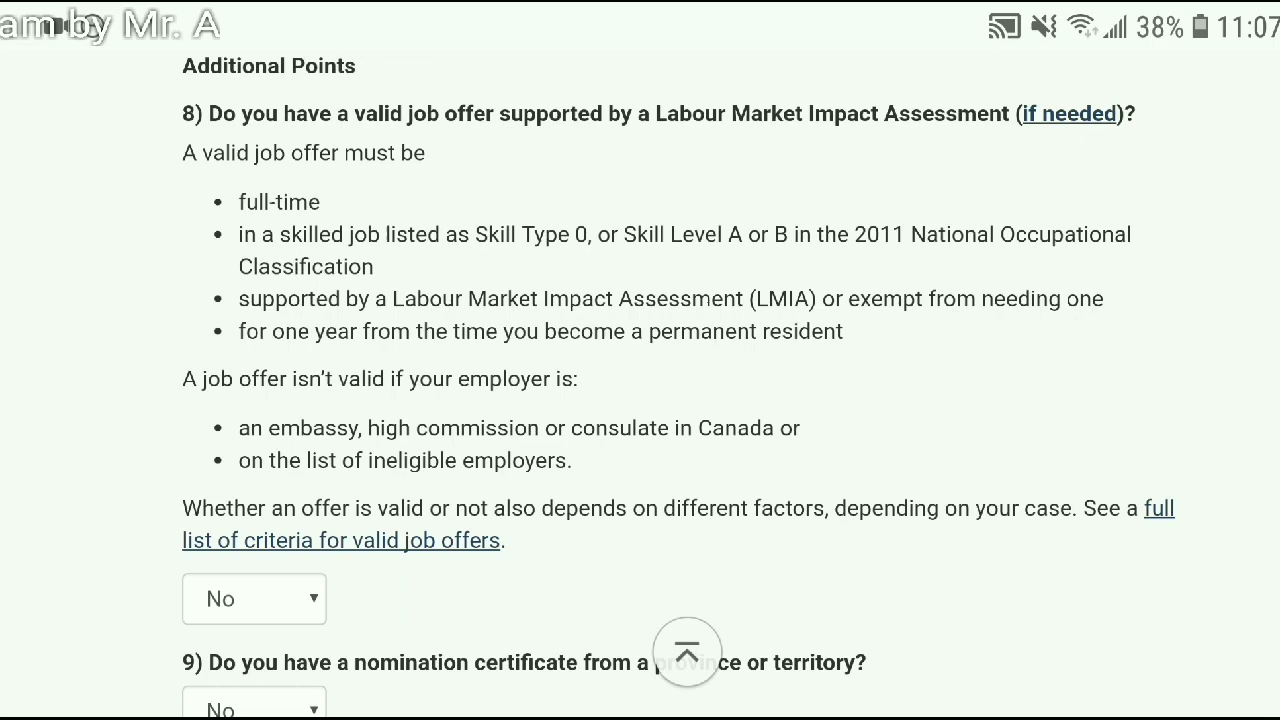 am by Mr. A
38% 11:07
Additional Points
8) Do you have a valid job offer supported by a Labour Market Impact Assessment (if needed)?
A valid job offer must be
• full-time
• in a skilled job listed as Skill Type 0, or Skill Level A or B in the 2011 National Occupational
Classification
• supported by a Labour Market Impact Assessment (LMIA) or exempt from needing one
• for one year from the time you become a permanent resident
A job offer isn't valid if your employer is:
• an embassy, high commission or consulate in Canada or
• on the list of ineligible employers.
Whether an offer is valid or not also depends on different factors, depending on your case. See a full
list of criteria for valid job offers.
No
9) Do you have a nomination certificate from a province or territory?
No